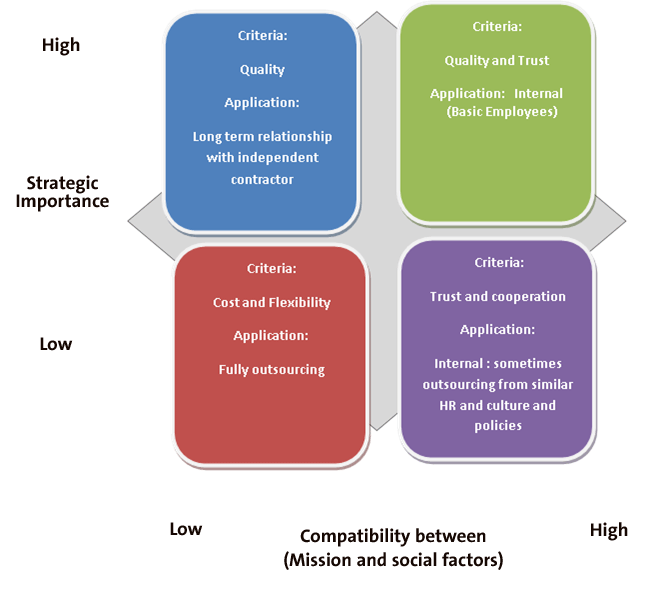 High
Criteria:
Quality
Application:
Long term relationship
with independent
contractor
Criteria:
Quality and Trust
Application:   Internal
(Basic Employees)
Strategic
Importance
Low
Criteria:
Cost and Flexibility
Application:
Fully outsourcing
Criteria:
Trust and cooperation
Application:
Internal : sometimes
outsourcing from similar
HR and culture and
policies
Low
Compatibility between
(Mission and social factors)
High